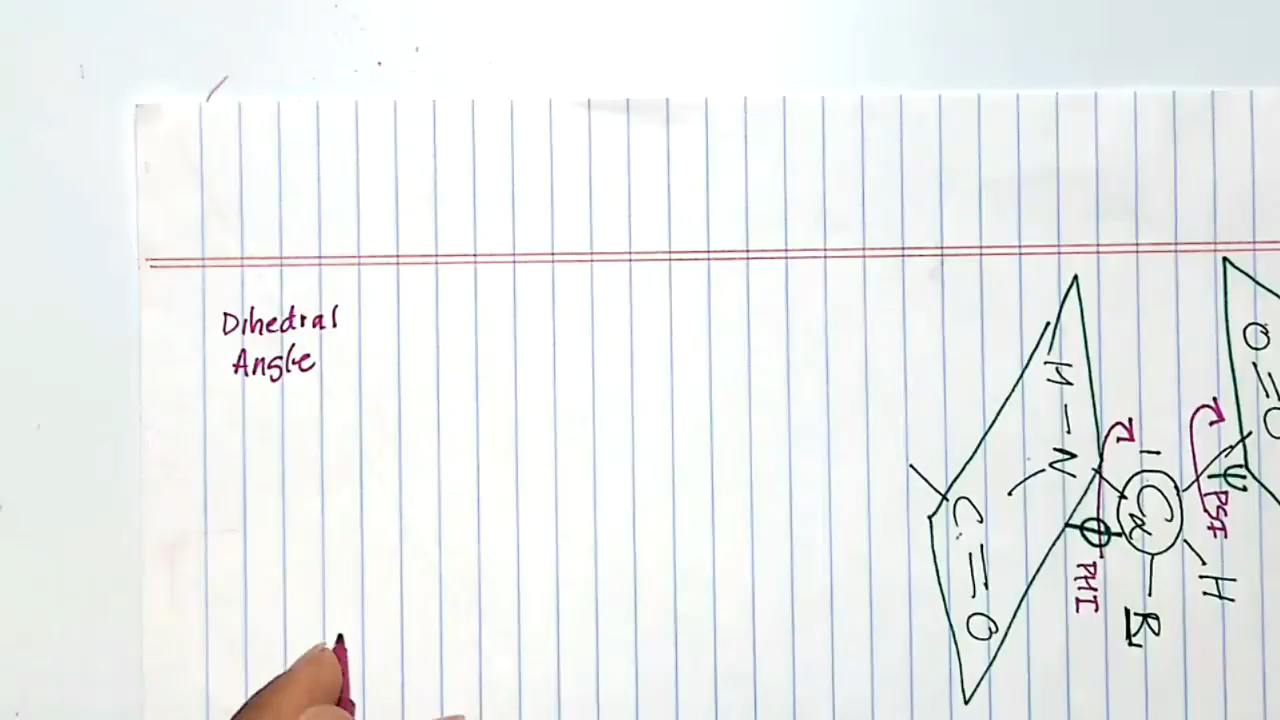 Dihedral
Angle
H - N
C = O
Φ
PHI
Cα
H
R
ψ
PSI
O = C